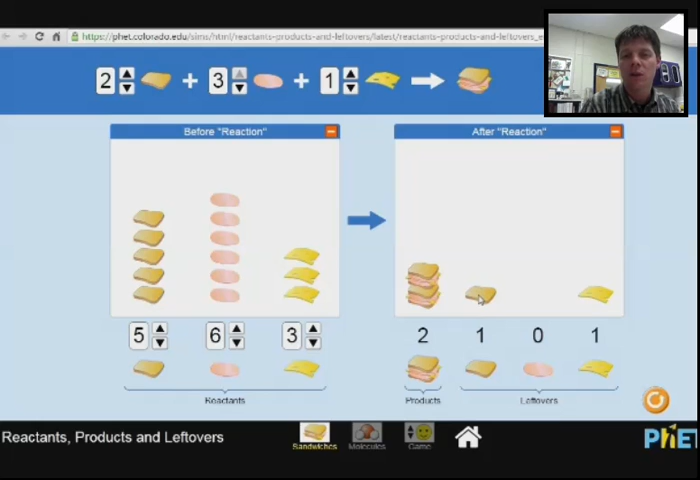 https://phet.colorado.edu/sims/html/reactants-products-and-leftovers/latest/reactants-products-and-leftovers_e
2 + 3 + 1
Before "Reaction" After "Reaction"
5 6 3 2 1 0 1
Reactants Products Leftovers
Reactants, Products and Leftovers
Sandwiches Molecules Game
PhET